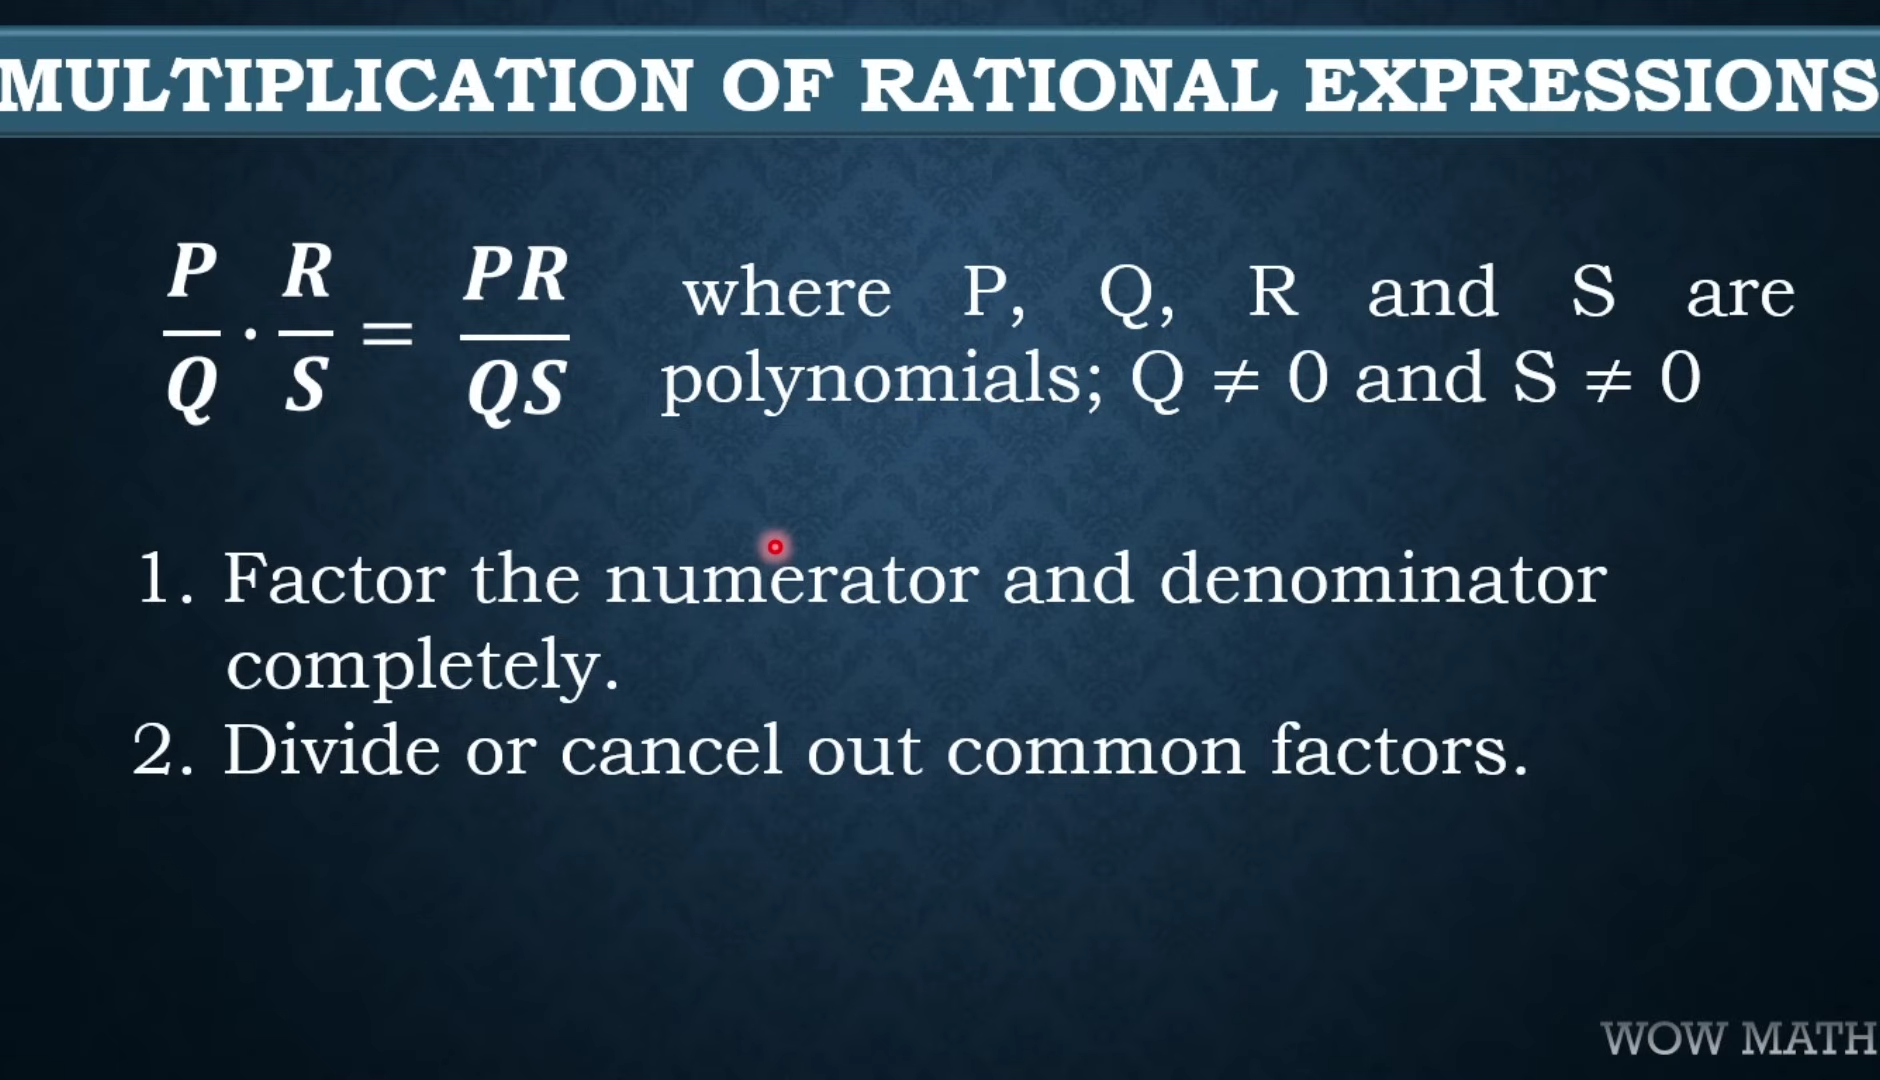 MULTIPLICATION OF RATIONAL EXPRESSIONS
P/Q · R/S = PR/QS
where P, Q, R and S are
polynomials; Q ≠ 0 and S ≠ 0
1. Factor the numerator and denominator
completely.
2. Divide or cancel out common factors.
WOW MATH